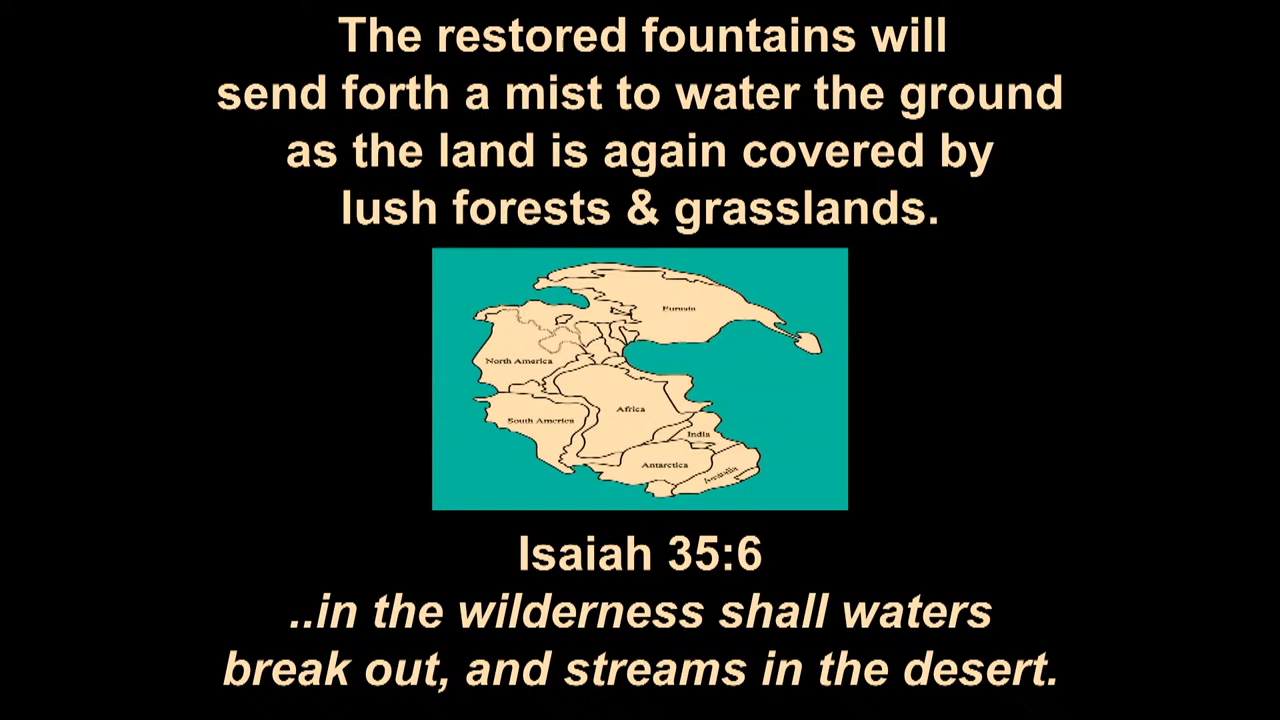 The restored fountains will
send forth a mist to water the ground
as the land is again covered by
lush forests & grasslands.
Eurasia
North America
Africa
South America
India
Antarctica
Australia
Isaiah 35:6
..in the wilderness shall waters
break out, and streams in the desert.